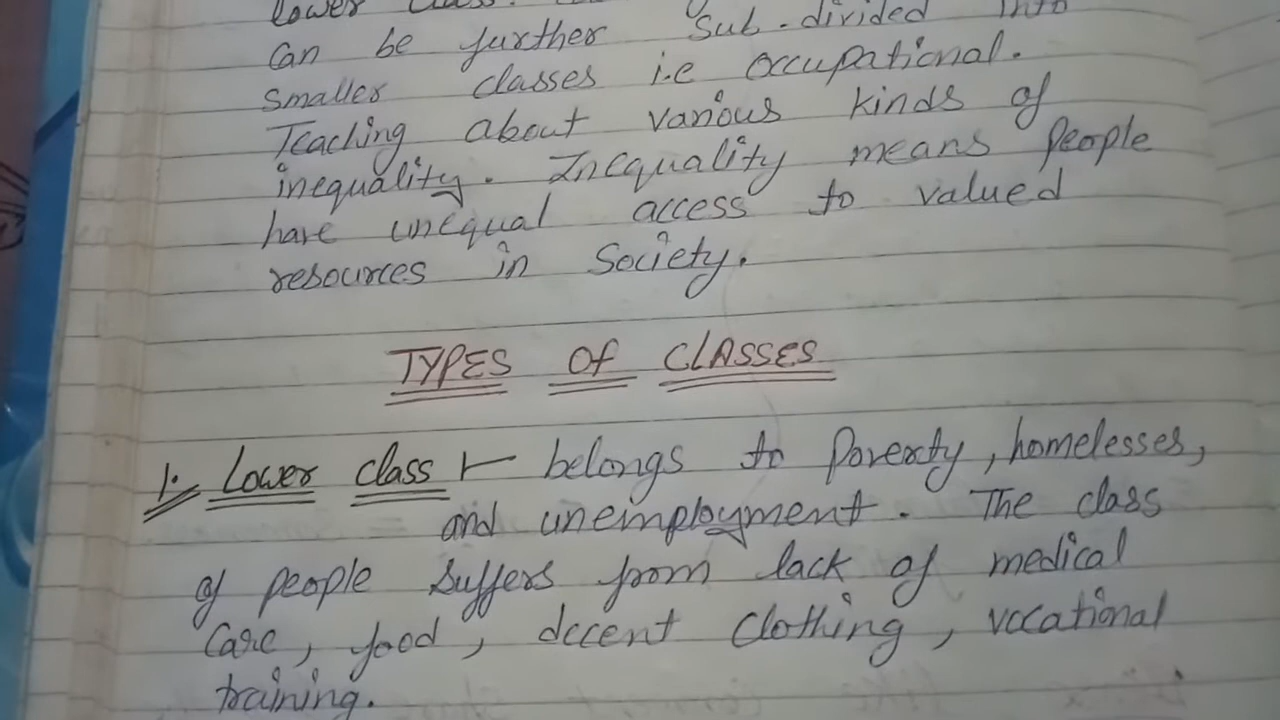 lower class.
can be further sub-divided into
smaller classes i.e occupational.
Teaching about various kinds of
inequality. Inequality means people
have unequal access to valued
resources in society.
TYPES OF CLASSES
1. Lower class :- belongs to Poverty, homelesses,
and unemployment. The class
of people suffers from lack of medical
care, food, decent clothing, vocational
training.